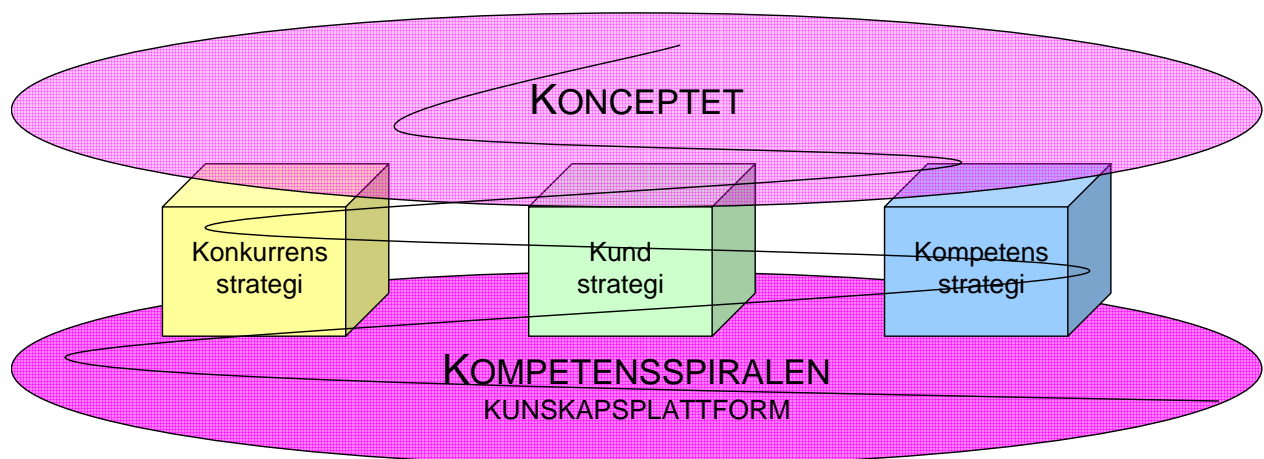 KONCEPTET
Konkurrens
strategi
Kund
strategi
Kompetens
strategi
KOMPETENSSPIRALEN
KUNSKAPSPLATTFORM